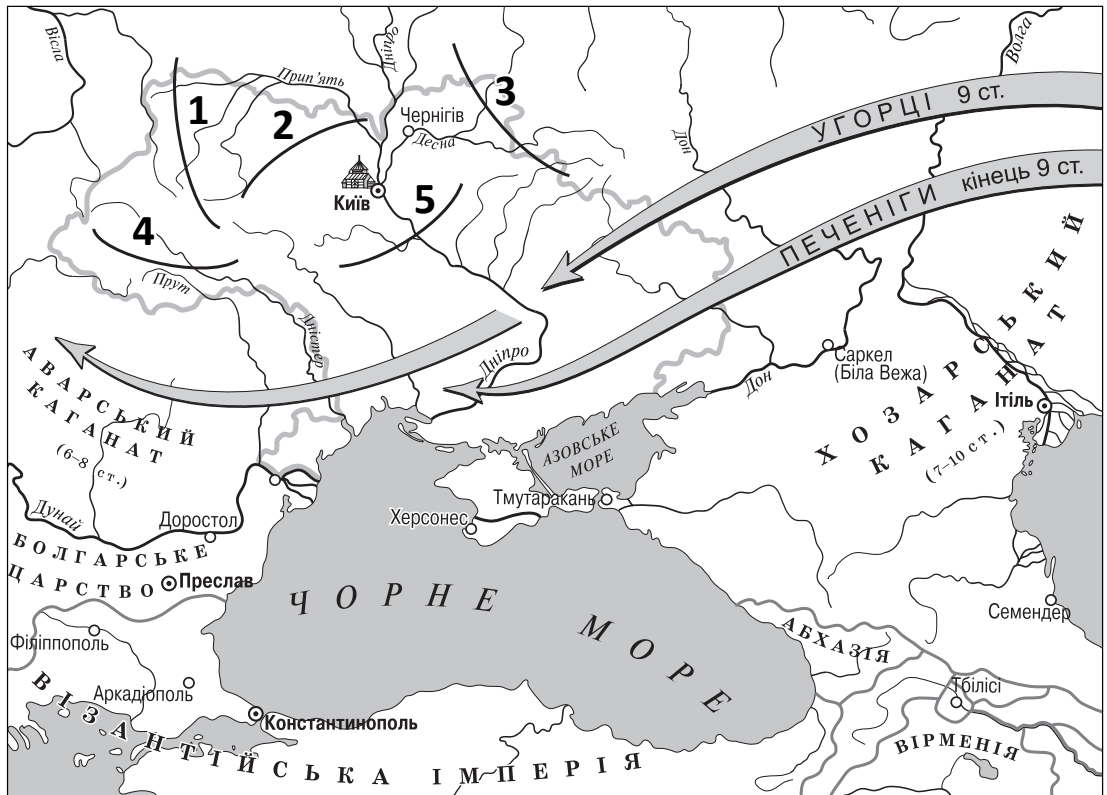 Вісла
Дніпро
Волга
Прип’ять
1
2
3
Чернігів
Десна
Дон
УГОРЦІ 9 ст.
ПЕЧЕНІГИ кінець 9 ст.
Київ
5
4
Прут
Дністер
Дніпро
Дон
Саркел
(Біла Вежа)
ХОЗАРСЬКИЙ
КАГАНАТ
(7–10 ст.)
Ітіль
АВАРСЬКИЙ
КАГАНАТ
(6–8 ст.)
АЗОВСЬКЕ
МОРЕ
Тмутаракань
Херсонес
Дунай
Доростол
БОЛГАРСЬКЕ
ЦАРСТВО
Преслав
ЧОРНЕ МОРЕ
Семендер
АБХАЗІЯ
Філіппополь
Аркадіополь
Тбілісі
Константинополь
ВІРМЕНІЯ
ВІЗАНТІЙСЬКА ІМПЕРІЯ